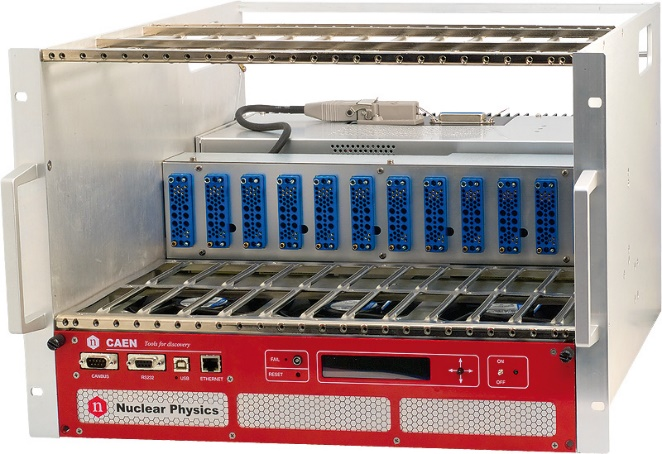 n CAEN Tools for discovery
CANBUS RS232 USB ETHERNET
FAIL
RESET
ON
OFF
n Nuclear Physics